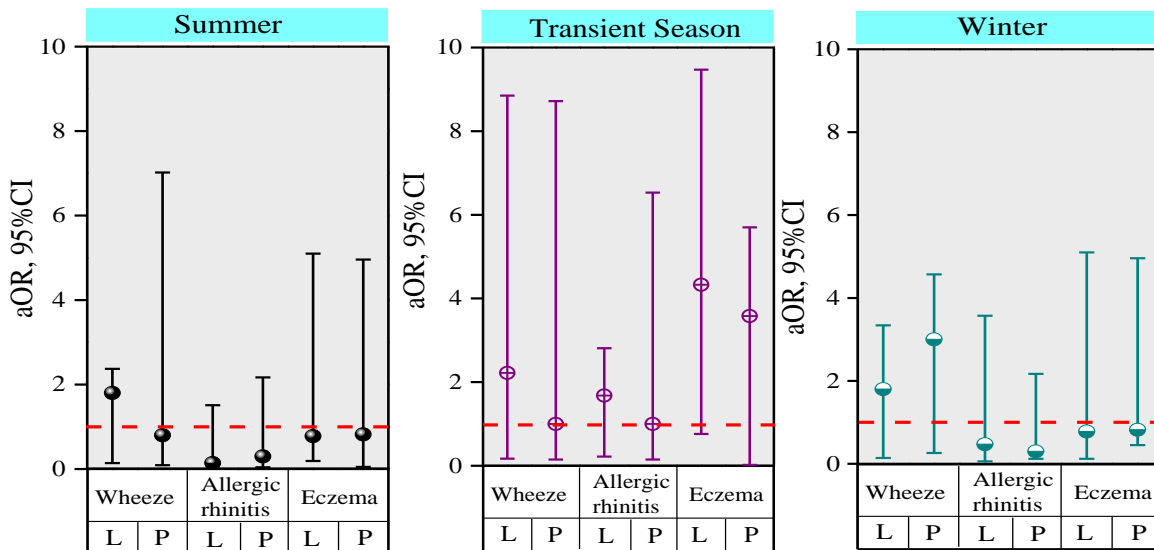 Summer
10
8
6
4
2
0
aOR, 95%CI
Wheeze
Allergic
rhinitis
Eczema
L P L P L P
Transient Season
10
8
6
4
2
0
aOR, 95%CI
Wheeze
Allergic
rhinitis
Eczema
L P L P L P
Winter
10
8
6
4
2
0
aOR, 95%CI
Wheeze
Allergic
rhinitis
Eczema
L P L P L P